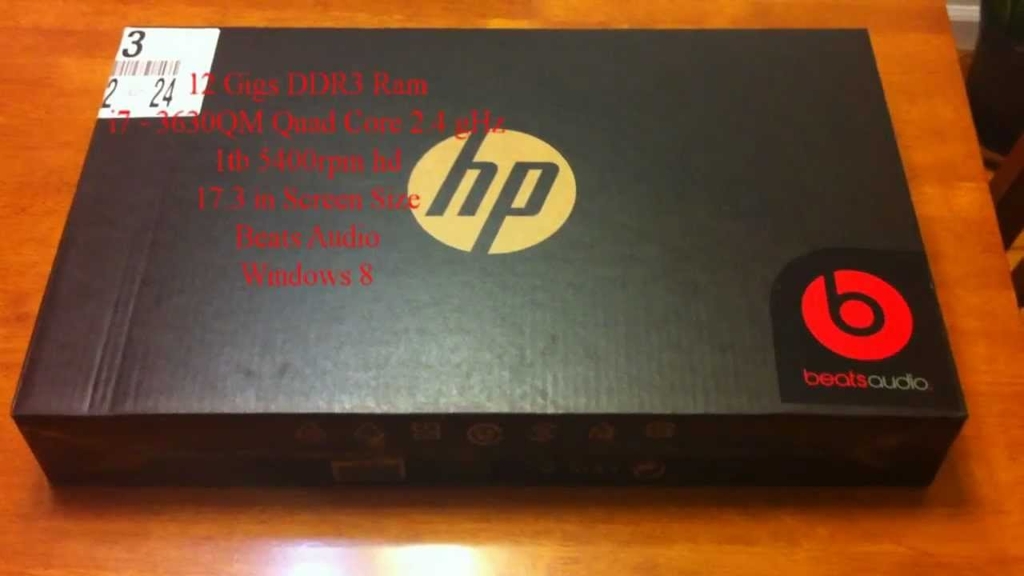 3
2 24
12 Gigs DDR3 Ram
i7 - 3630QM Quad Core 2.4 gHz
1tb 5400rpm hd
17.3 in Screen Size
Beats Audio
Windows 8
hp
b
beatsaudio